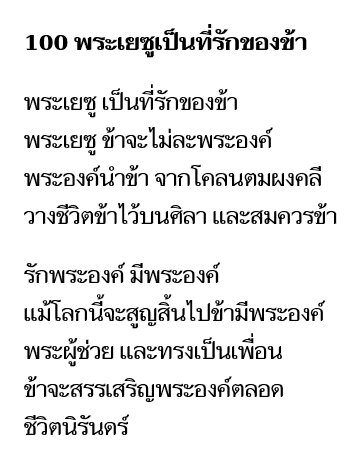 100 พระเยซูเป็นที่รักของข้า
พระเยซู เป็นที่รักของข้า
พระเยซู ข้าจะไม่ละพระองค์
พระองค์นำข้า จากโคลนตมผงคลี
วางชีวิตข้าไว้บนศิลา และสมควรข้า
รักพระองค์ มีพระองค์
แม้โลกนี้จะสูญสิ้นไปข้ามีพระองค์
พระผู้ช่วย และทรงเป็นเพื่อน
ข้าจะสรรเสริญพระองค์ตลอด
ชีวิตนิรันดร์